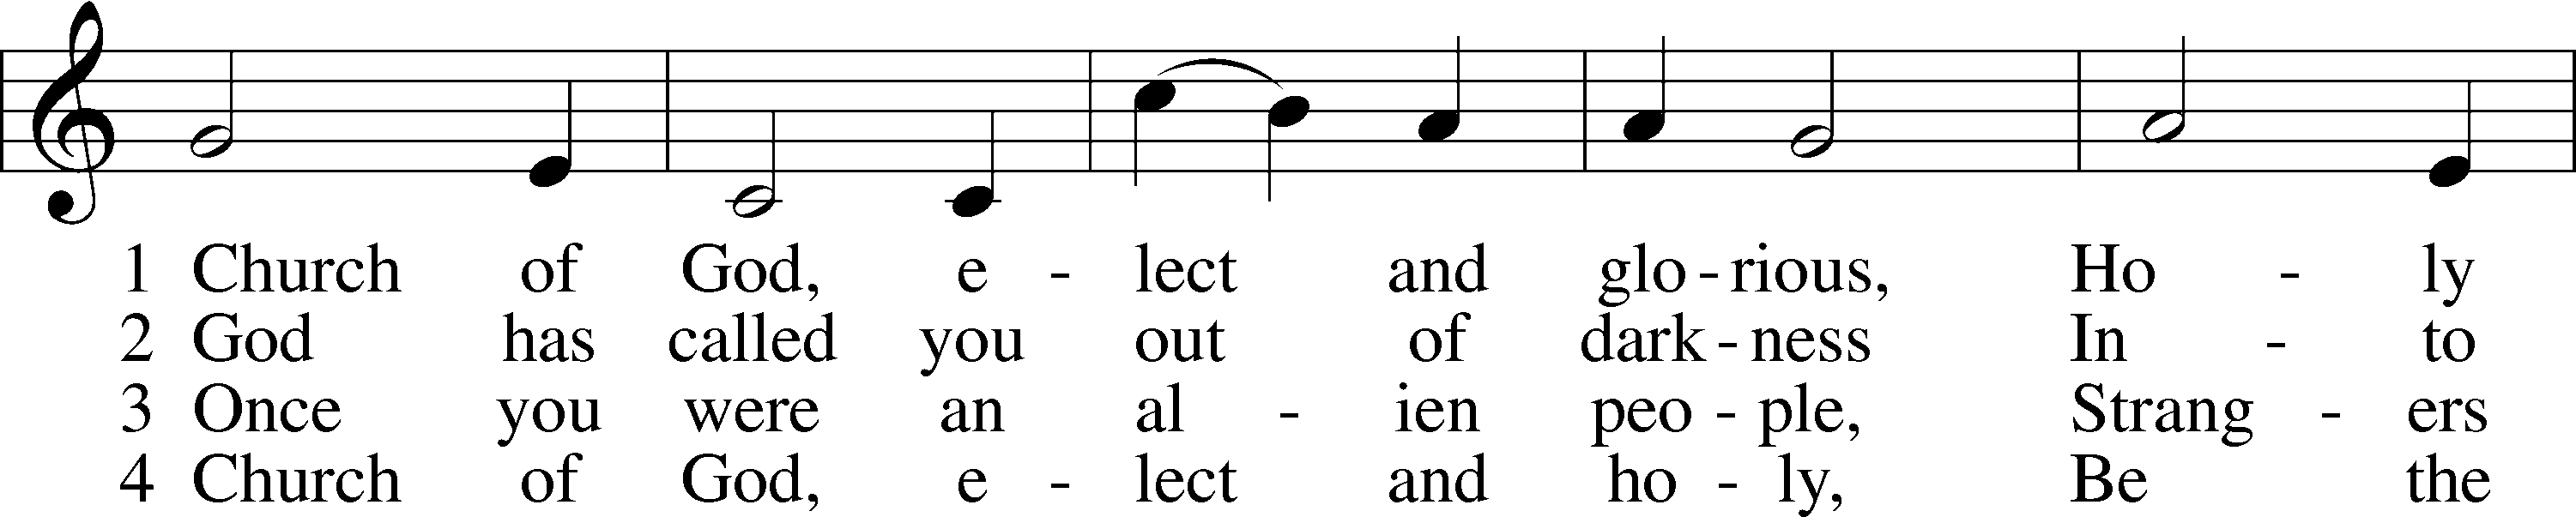 1 Church of God, e - lect and glo - rious, Ho - ly
2 God has called you out of dark - ness In - to
3 Once you were an al - ien peo - ple, Strang - ers
4 Church of God, e - lect and ho - ly, Be the